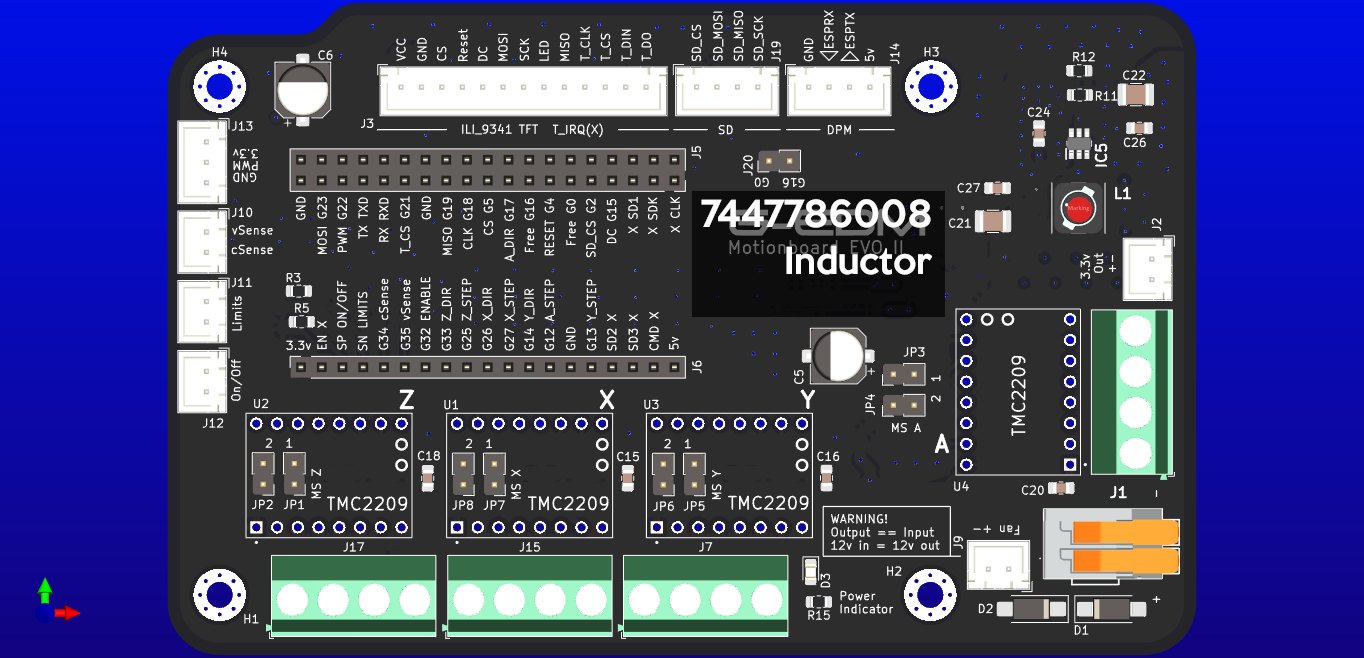 H4
C6
VCC
GND
CS
Reset
DC
MOSI
SCK
LED
MISO
T_CLK
T_CS
T_DIN
T_DO
J3
ILI_9341 TFT T_IRQ(X)
SD_CS
SD_MOSI
SD_MISO
SD_SCK
J19
SD
GND
ESPRX
ESPTX
5v
J14
DPM
H3
R12
R11
C22
C24
C26
IC5
C27
C21
L1
Marking
J2
3.3v
Out
+-
J13
3.3v
PWM
GND
J10
vSense
cSense
J11
Limits
On/Off
J12
J5
J20
G0 G16
GND
MOSI G23
PWM G22
TX TXD
RX RXD
T_CS G21
GND
MISO G19
CLK G18
CS G5
A_DIR G17
Free G16
RESET G4
Free G0
SD_CS G2
DC G15
X SD1
X SDK
X CLK
7447786008
Inductor
G-EDM
Motionboard EVO II
R3
R5
3.3v
EN X
SP ON/OFF
SN LIMITS
G34 cSense
G35 vSense
G32 ENABLE
G33 Z_DIR
G25 Z_STEP
G26 X_DIR
G27 X_STEP
G14 Y_DIR
G12 A_STEP
GND
G13 Y_STEP
SD2 X
SD3 X
CMD X
5v
J6
C5
+
JP3
1
JP4
2
MS A
A
TMC2209
U4
C20
J1
-
U2
Z
2 1
MS Z
JP2 JP1
TMC2209
J17
C18
U1
X
2 1
MS X
JP8 JP7
TMC2209
J15
C15
U3
Y
2 1
MS Y
JP6 JP5
TMC2209
J7
C16
WARNING!
Output == Input
12v in = 12v out
J9
Fan +-
H2
D3
R15
Power
Indicator
D2
D1
+
H1